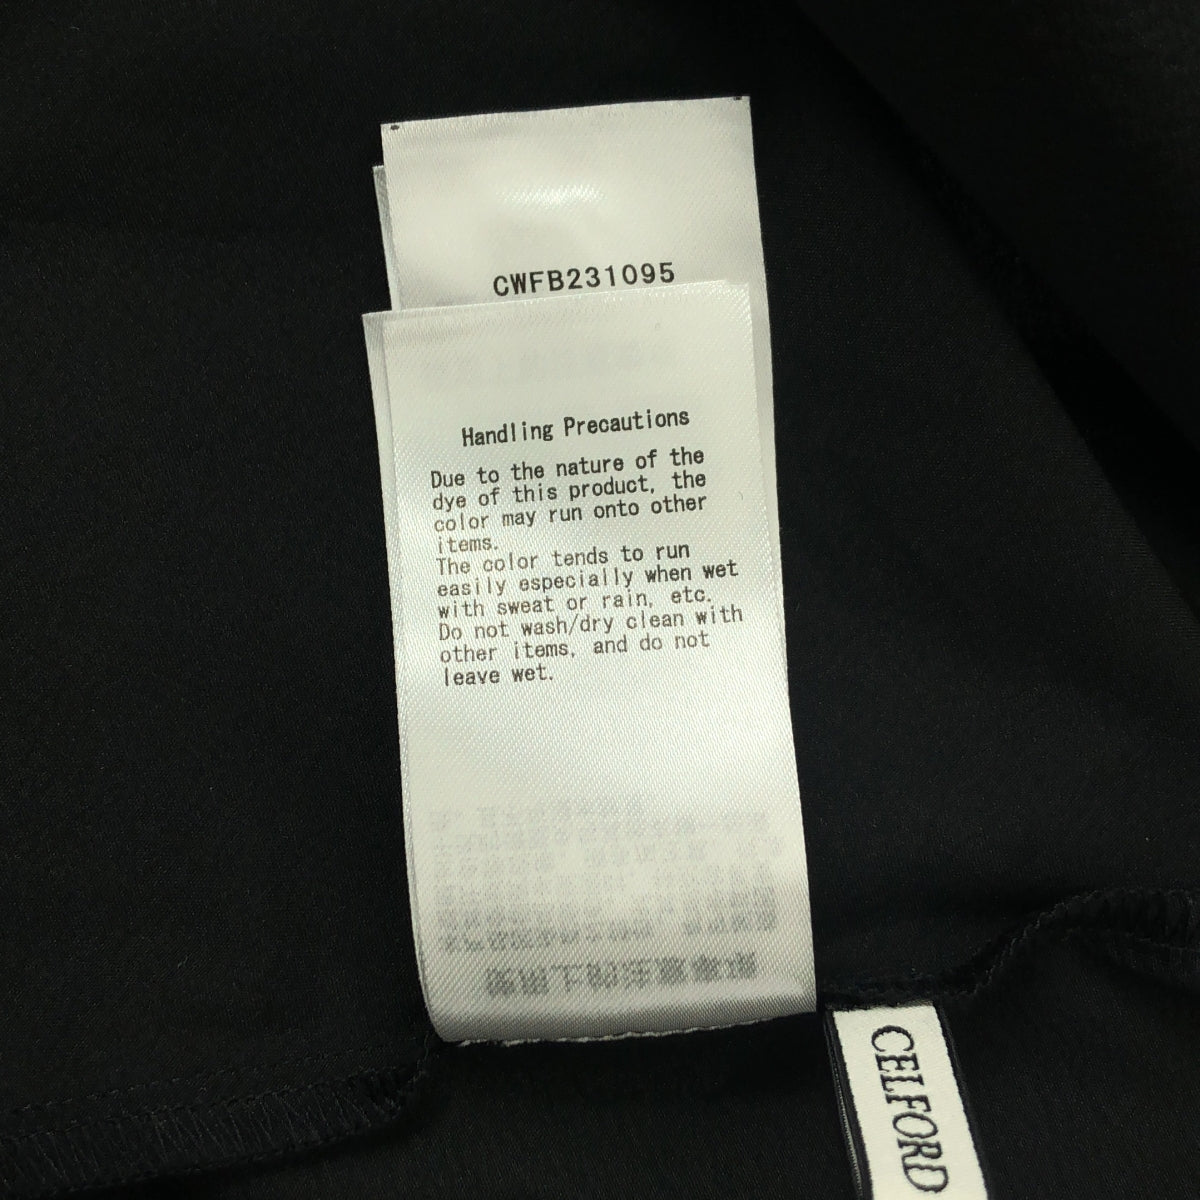 CWFB231095
Handling Precautions
Due to the nature of the
dye of this product, the
color may run onto other
items.
The color tends to run
easily especially when wet
with sweat or rain, etc.
Do not wash/dry clean with
other items, and do not
leave wet.
CELFORD